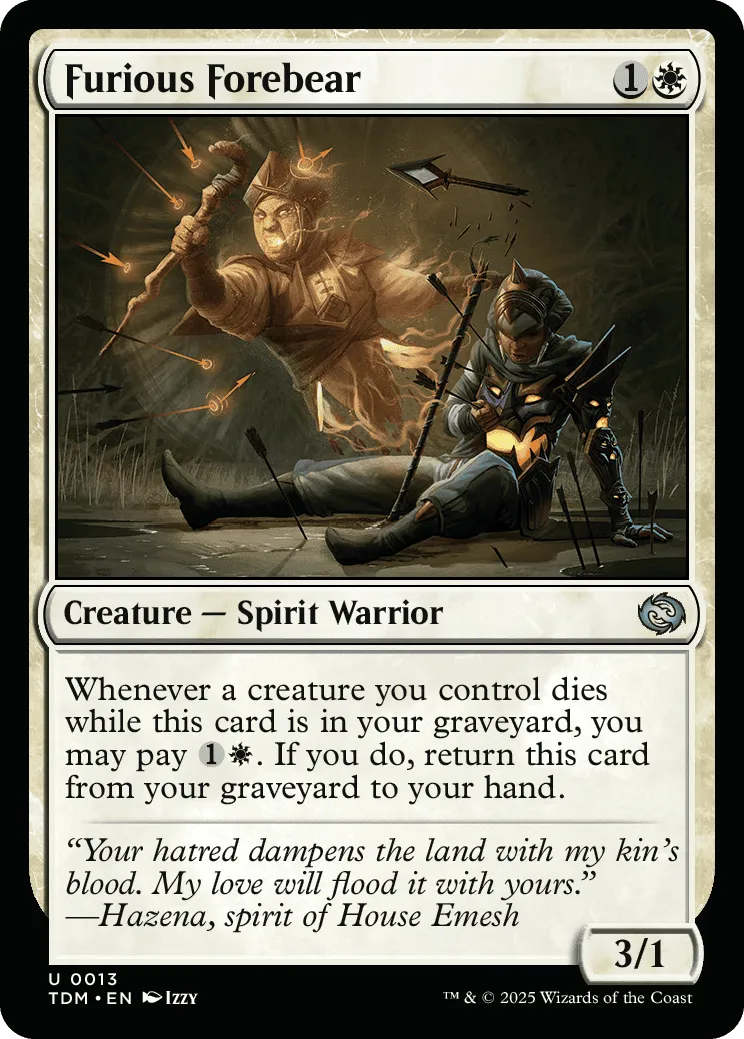 Furious Forebear 1
Creature — Spirit Warrior
Whenever a creature you control dies
while this card is in your graveyard, you
may pay 1. If you do, return this card
from your graveyard to your hand.
“Your hatred dampens the land with my kin’s
blood. My love will flood it with yours.”
—Hazena, spirit of House Emesh
3/1
U 0013
TDM • EN Izzy
™ & © 2025 Wizards of the Coast